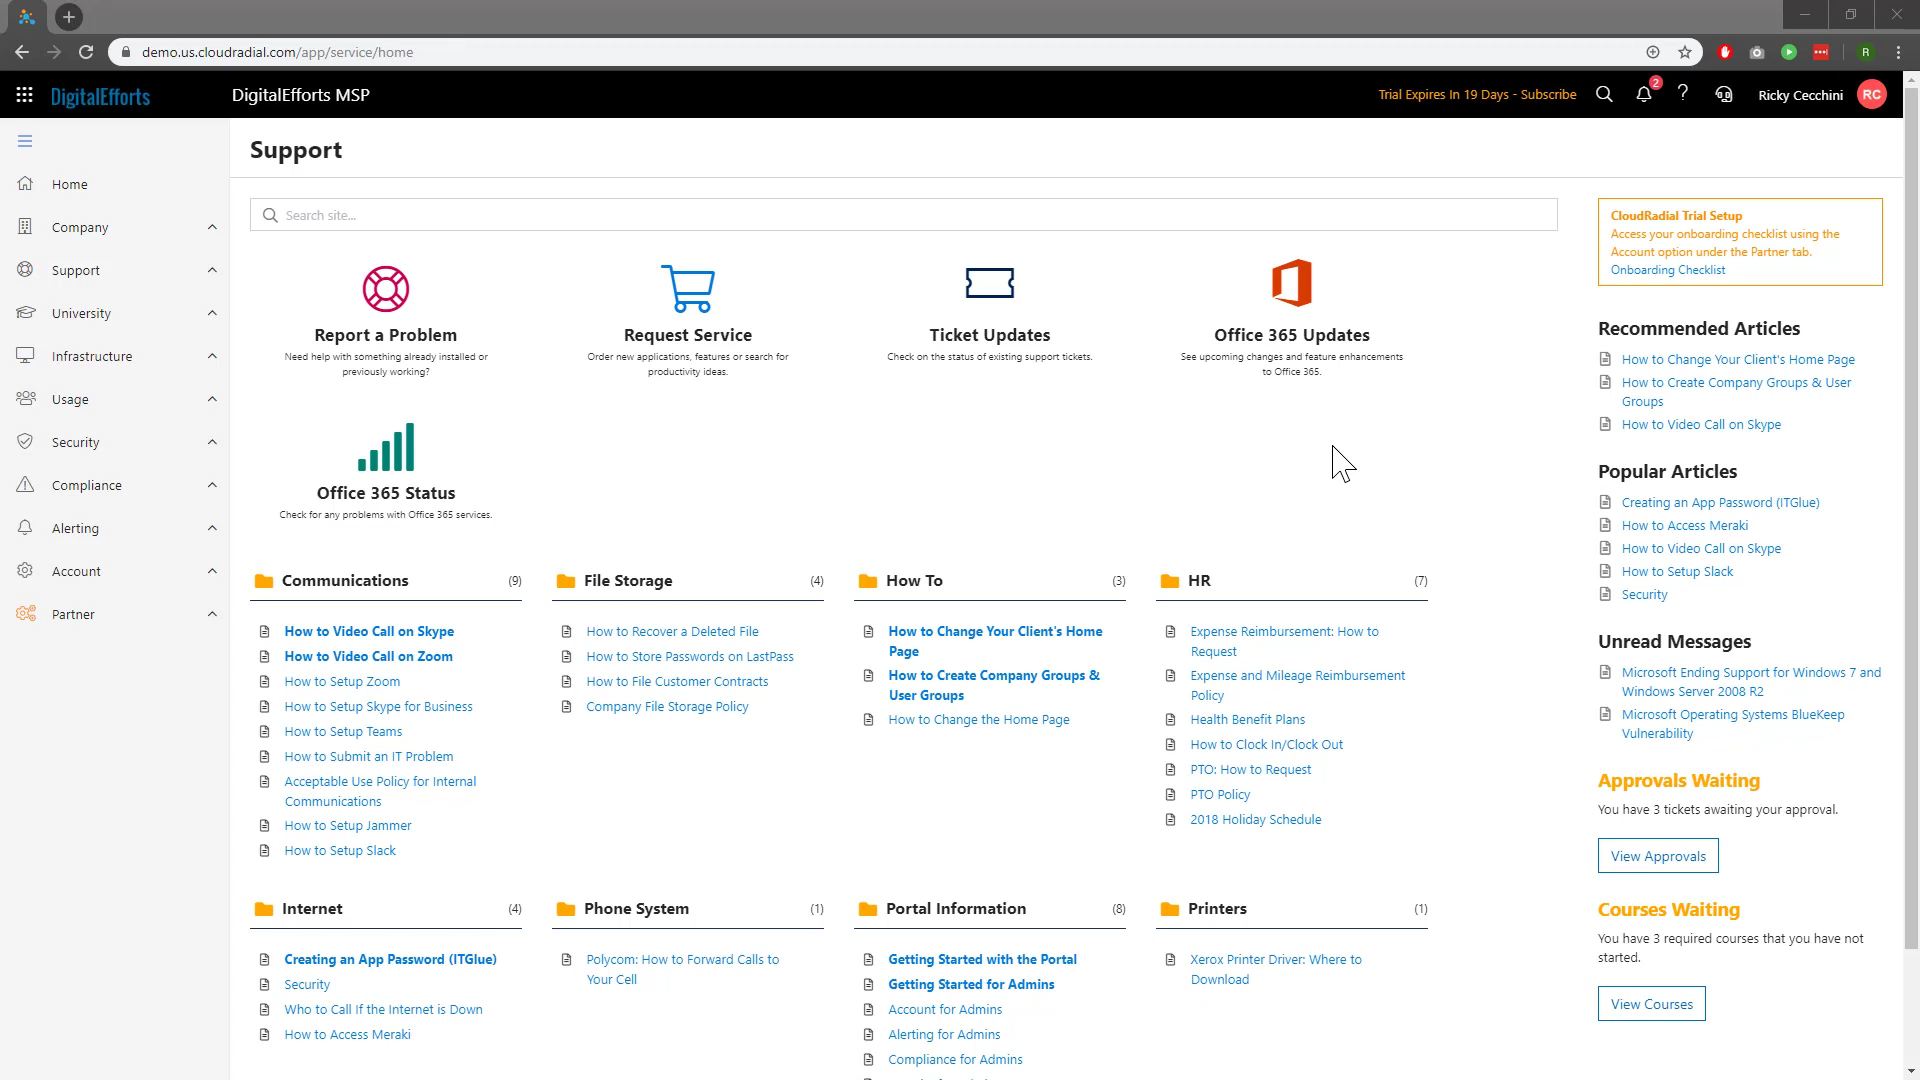 demo.us.cloudradial.com/app/service/home
R
DigitalEfforts
DigitalEfforts MSP
Trial Expires In 19 Days - Subscribe
2
?
Ricky Cecchini
RC
Home
Company
Support
University
Infrastructure
Usage
Security
Compliance
Alerting
Account
Partner
Support
Search site...
Report a Problem
Need help with something already installed or
previously working?
Request Service
Order new applications, features or search for
productivity ideas.
Ticket Updates
Check on the status of existing support tickets.
Office 365 Updates
See upcoming changes and feature enhancements
to Office 365.
Office 365 Status
Check for any problems with Office 365 services.
Communications (9)
How to Video Call on Skype
How to Video Call on Zoom
How to Setup Zoom
How to Setup Skype for Business
How to Setup Teams
How to Submit an IT Problem
Acceptable Use Policy for Internal
Communications
How to Setup Jammer
How to Setup Slack
File Storage (4)
How to Recover a Deleted File
How to Store Passwords on LastPass
How to File Customer Contracts
Company File Storage Policy
How To (3)
How to Change Your Client's Home
Page
How to Create Company Groups &
User Groups
How to Change the Home Page
HR (7)
Expense Reimbursement: How to
Request
Expense and Mileage Reimbursement
Policy
Health Benefit Plans
How to Clock In/Clock Out
PTO: How to Request
PTO Policy
2018 Holiday Schedule
Internet (4)
Creating an App Password (ITGlue)
Security
Who to Call If the Internet is Down
How to Access Meraki
Phone System (1)
Polycom: How to Forward Calls to
Your Cell
Portal Information (8)
Getting Started with the Portal
Getting Started for Admins
Account for Admins
Alerting for Admins
Compliance for Admins
Printers (1)
Xerox Printer Driver: Where to
Download
CloudRadial Trial Setup
Access your onboarding checklist using the
Account option under the Partner tab.
Onboarding Checklist
Recommended Articles
How to Change Your Client's Home Page
How to Create Company Groups & User
Groups
How to Video Call on Skype
Popular Articles
Creating an App Password (ITGlue)
How to Access Meraki
How to Video Call on Skype
How to Setup Slack
Security
Unread Messages
Microsoft Ending Support for Windows 7 and
Windows Server 2008 R2
Microsoft Operating Systems BlueKeep
Vulnerability
Approvals Waiting
You have 3 tickets awaiting your approval.
View Approvals
Courses Waiting
You have 3 required courses that you have not
started.
View Courses